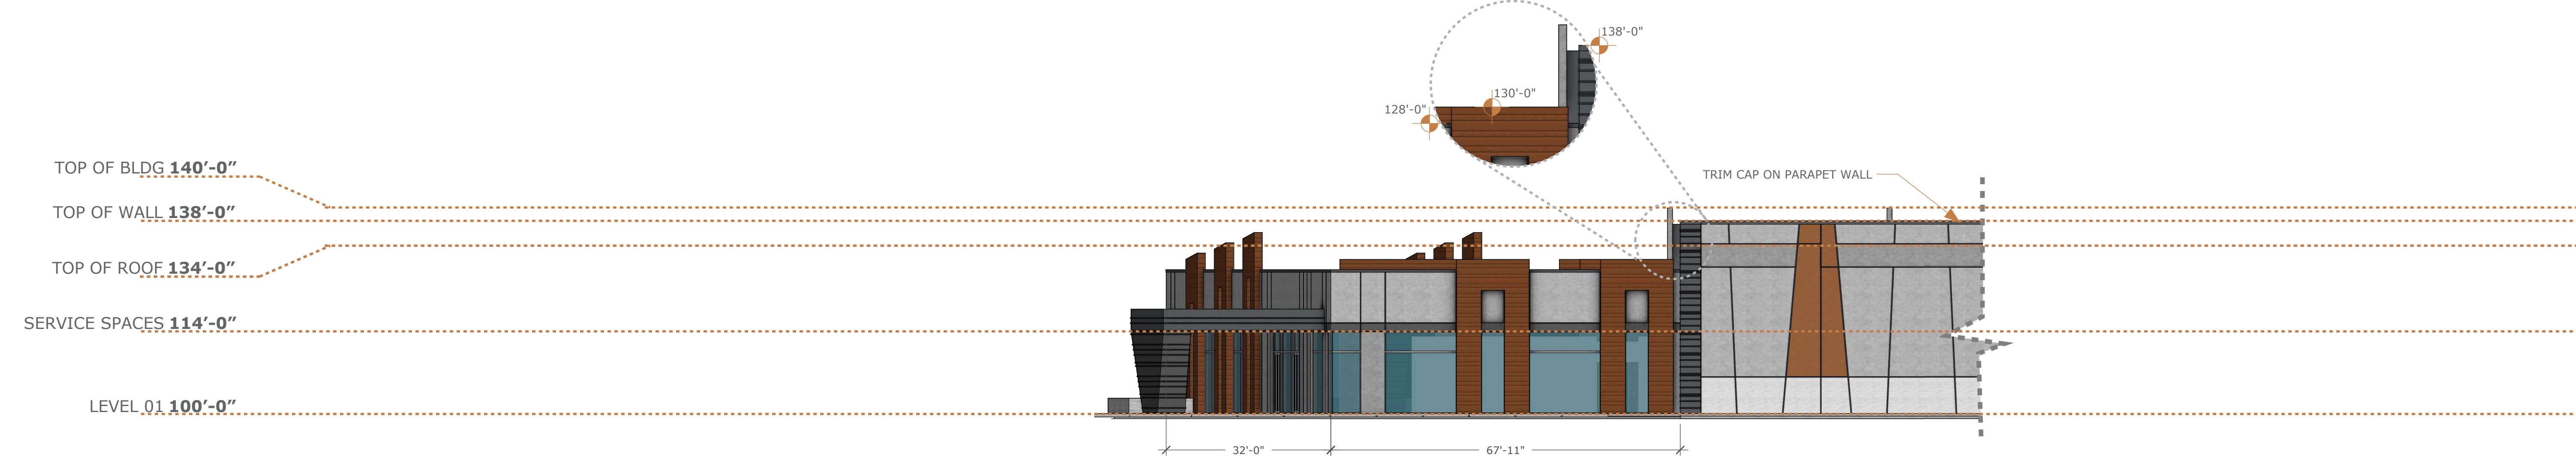 138'-0"
130'-0"
128'-0"
TOP OF BLDG 140’-0”
TRIM CAP ON PARAPET WALL
TOP OF WALL 138’-0”
TOP OF ROOF 134’-0”
SERVICE SPACES 114’-0”
LEVEL 01 100’-0”
32'-0"
67'-11"